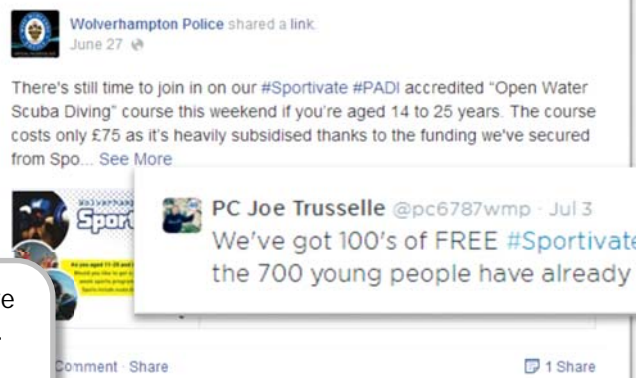 Wolverhampton Police shared a link.
June 27
There's still time to join in on our #Sportivate #PADI accredited "Open Water
Scuba Diving" course this weekend if you're aged 14 to 25 years. The course
costs only £75 as it's heavily subsidised thanks to the funding we've secured
from Spo... See More
PC Joe Trusselle @pc6787wmp · Jul 3
We've got 100's of FREE #Sportivate
the 700 young people have already
Comment · Share
1 Share